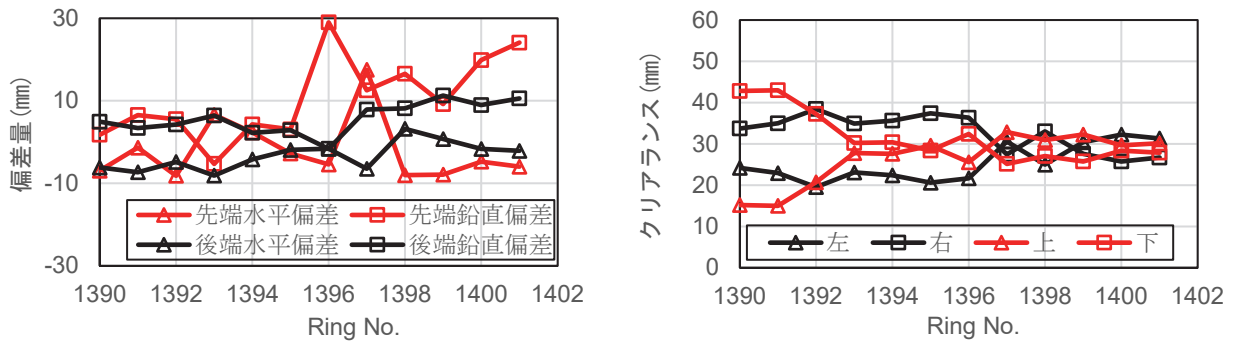 30
10
-10
-30
偏差量(㎜)
先端水平偏差 先端鉛直偏差
後端水平偏差 後端鉛直偏差
1390 1392 1394 1396 1398 1400 1402
Ring No.
60
50
40
30
20
10
0
クリアランス(㎜)
左 右 上 下
1390 1392 1394 1396 1398 1400 1402
Ring No.